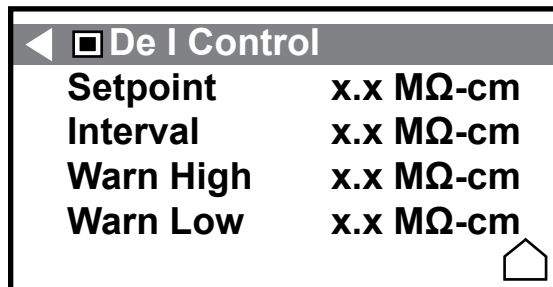 De I Control
Setpoint x.x MΩ-cm
Interval x.x MΩ-cm
Warn High x.x MΩ-cm
Warn Low x.x MΩ-cm